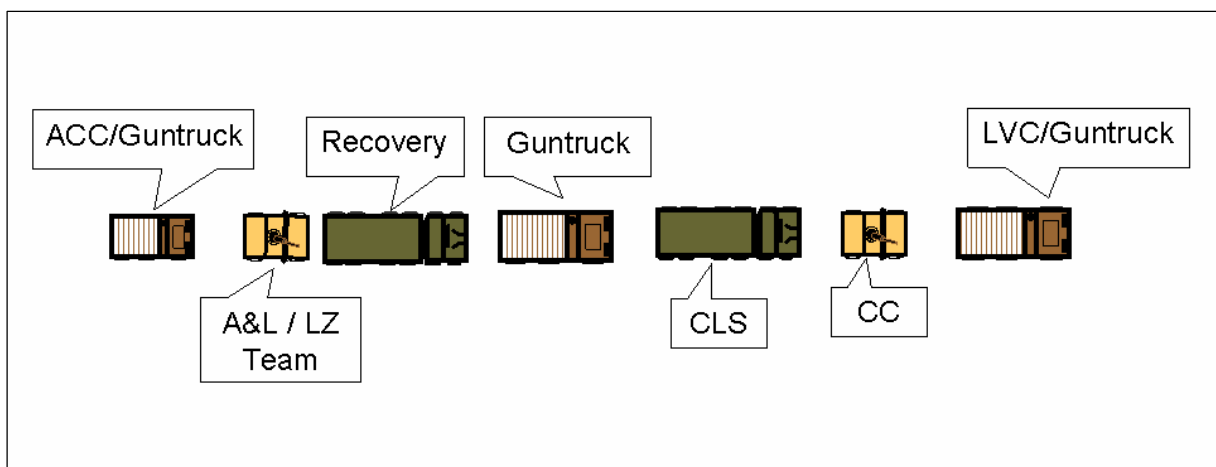 ACC/Guntruck
Recovery
Guntruck
LVC/Guntruck
A&L / LZ
Team
CLS
CC